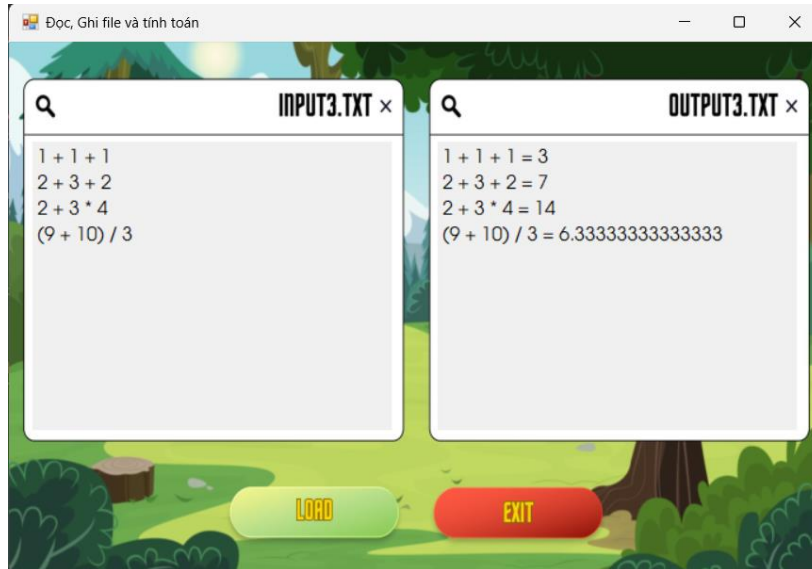 Đọc, Ghi file và tính toán
INPUT3.TXT ×
1 + 1 + 1
2 + 3 + 2
2 + 3 * 4
(9 + 10) / 3
OUTPUT3.TXT ×
1 + 1 + 1 = 3
2 + 3 + 2 = 7
2 + 3 * 4 = 14
(9 + 10) / 3 = 6.33333333333333
LOAD
EXIT